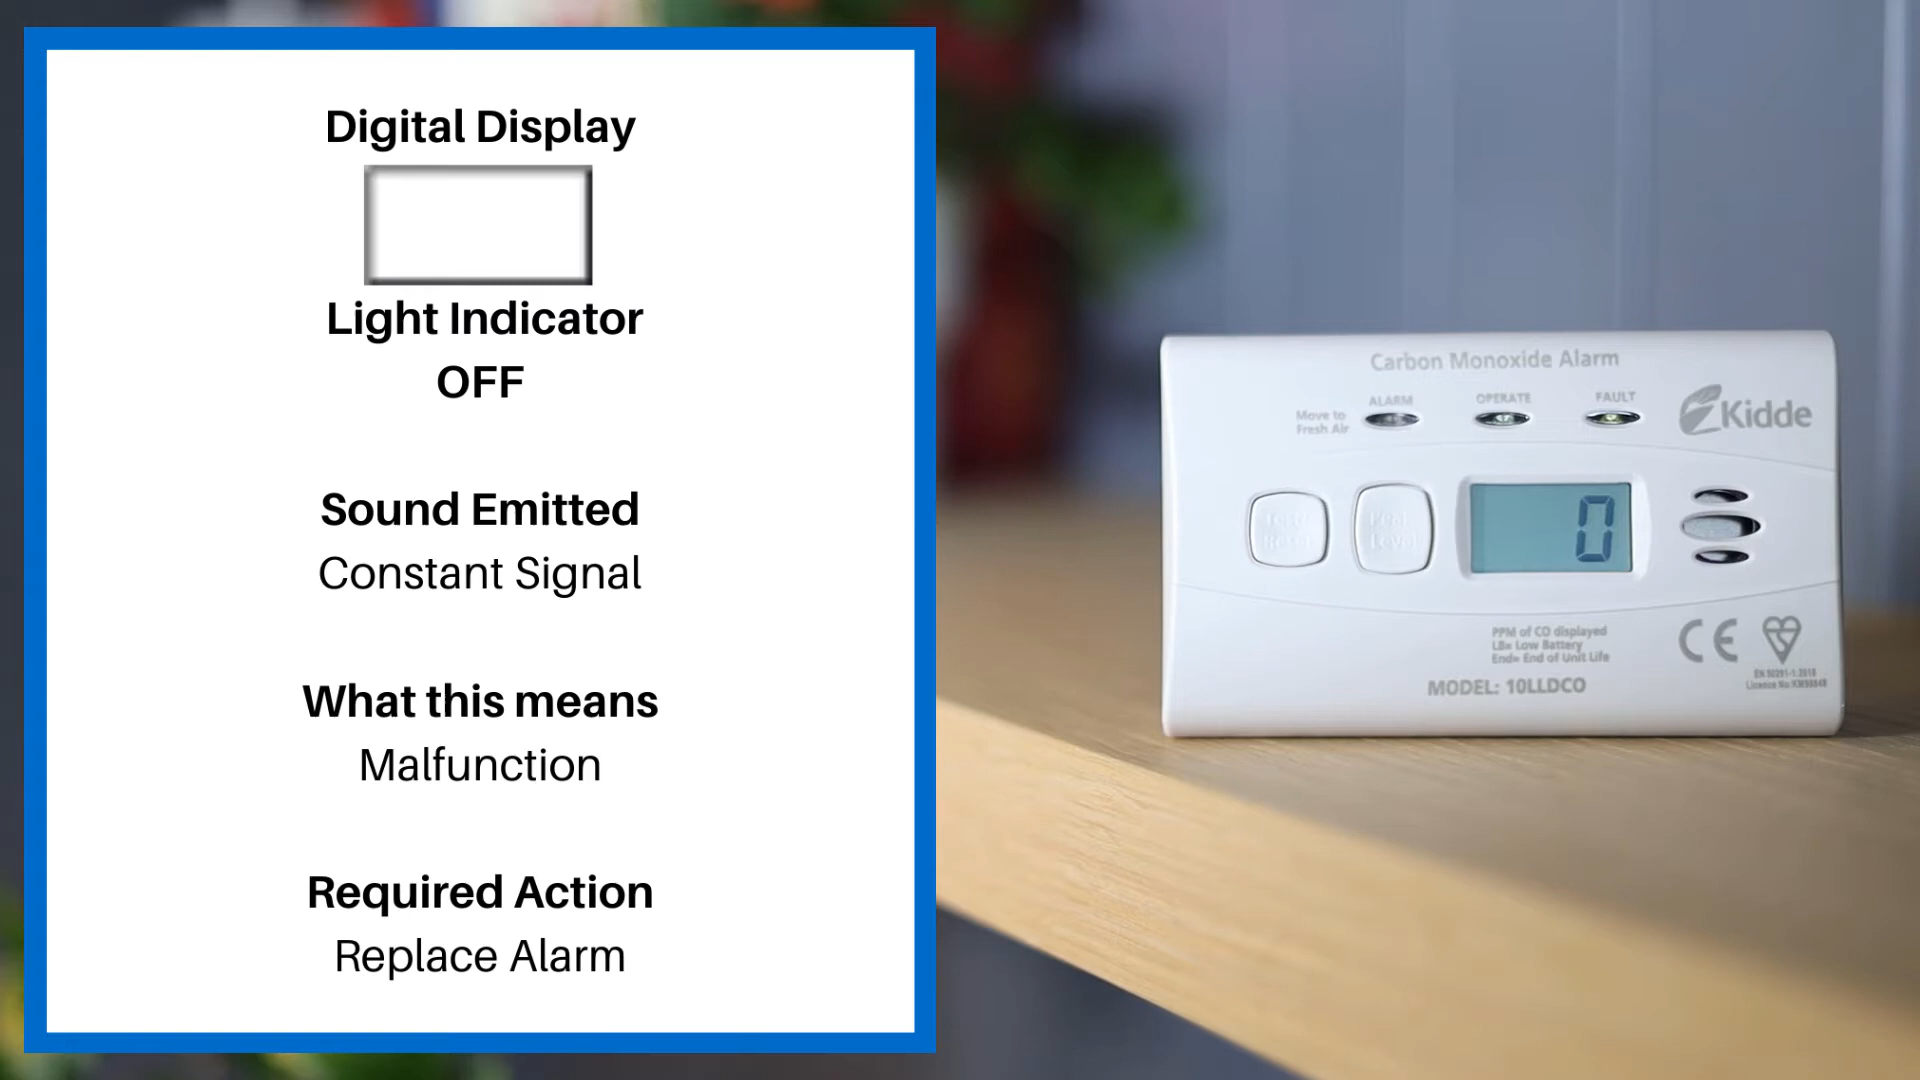 Digital Display
Light Indicator
OFF
Sound Emitted
Constant Signal
What this means
Malfunction
Required Action
Replace Alarm
Carbon Monoxide Alarm
ALARM
OPERATE
FAULT
Move to
Fresh Air
Kidde
Level
0
PPM of CO displayed
LB= Low Battery
End= End of Unit Life
CE
MODEL: 10LLDCO